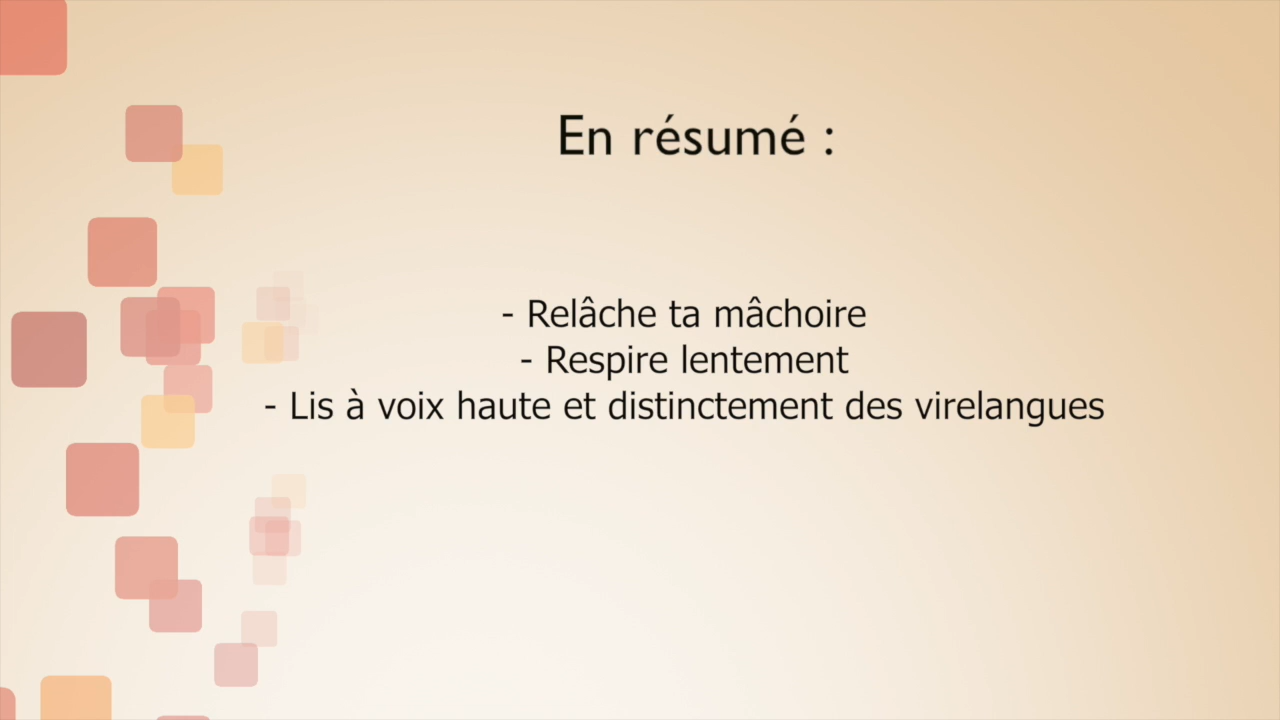 En résumé :
- Relâche ta mâchoire
- Respire lentement
- Lis à voix haute et distinctement des virelangues